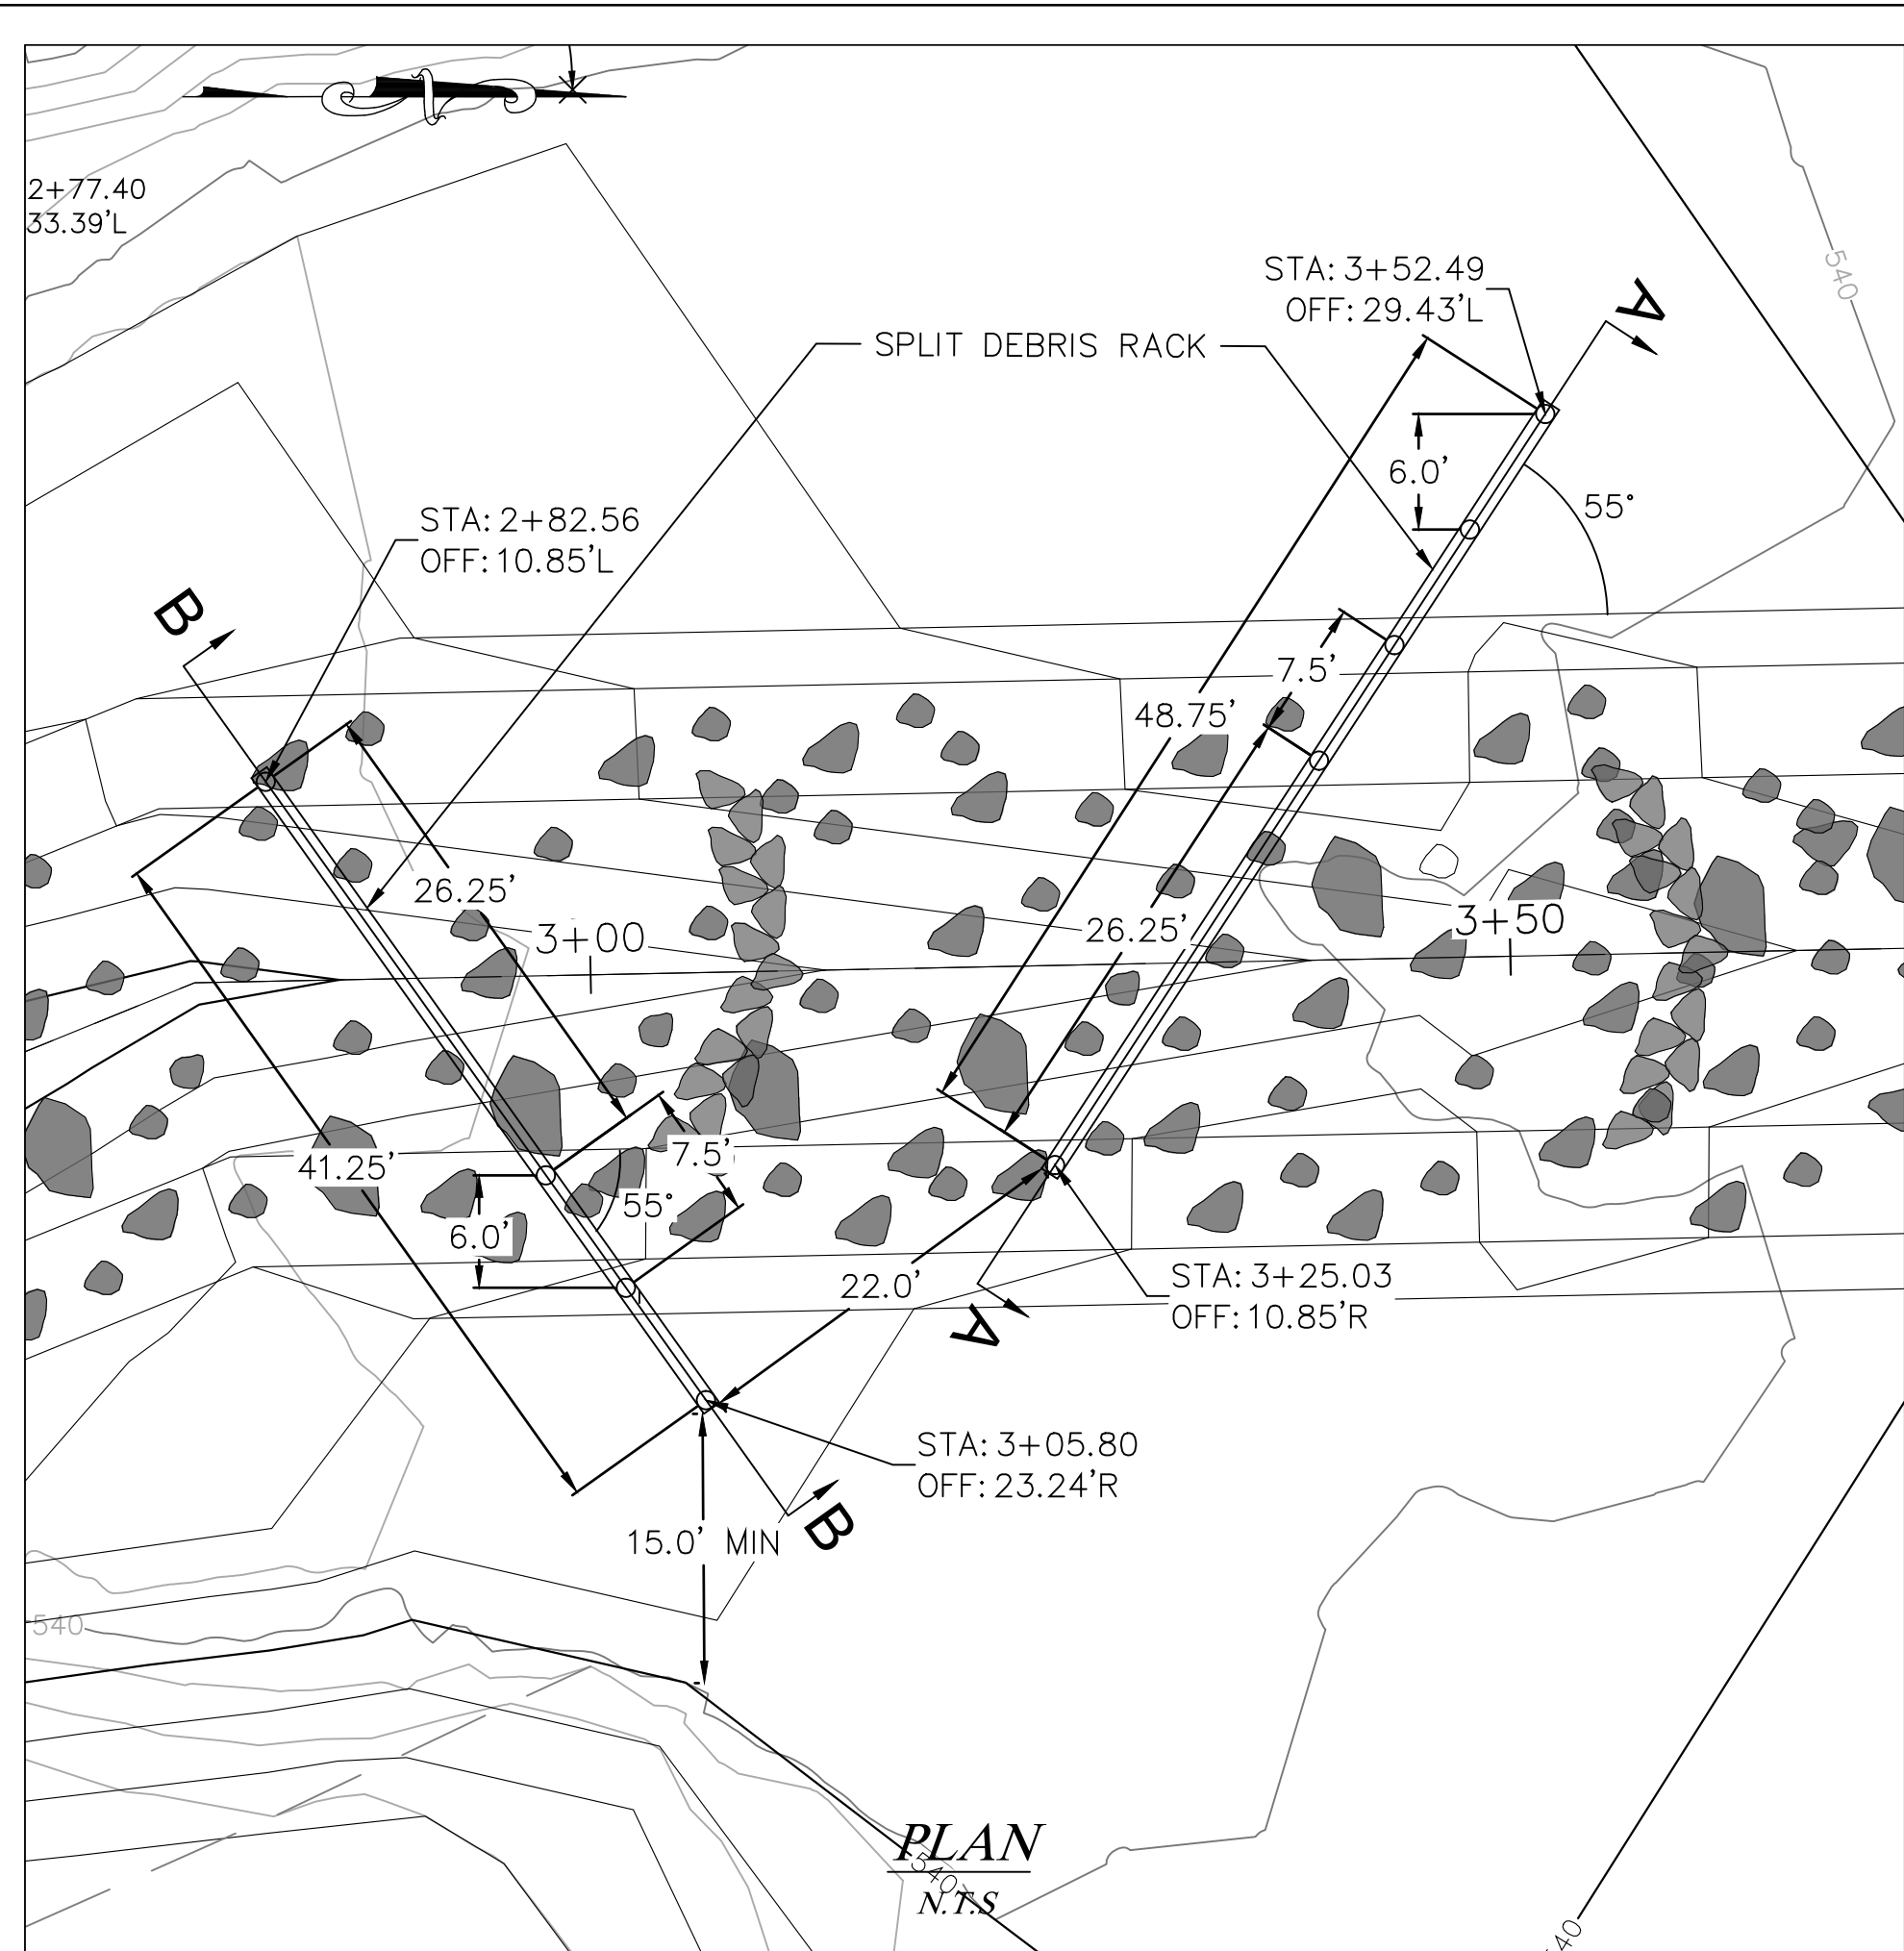 2+77.40
33.39'L
STA: 3+52.49
OFF: 29.43'L
A
540
SPLIT DEBRIS RACK
6.0'
55°
STA: 2+82.56
OFF: 10.85'L
B
7.5'
48.75'
26.25'
26.25'
3+00
3+50
7.5'
41.25'
55°
6.0'
22.0'
STA: 3+25.03
OFF: 10.85'R
A
STA: 3+05.80
OFF: 23.24'R
B
15.0' MIN
540
PLAN
540
N.T.S
40